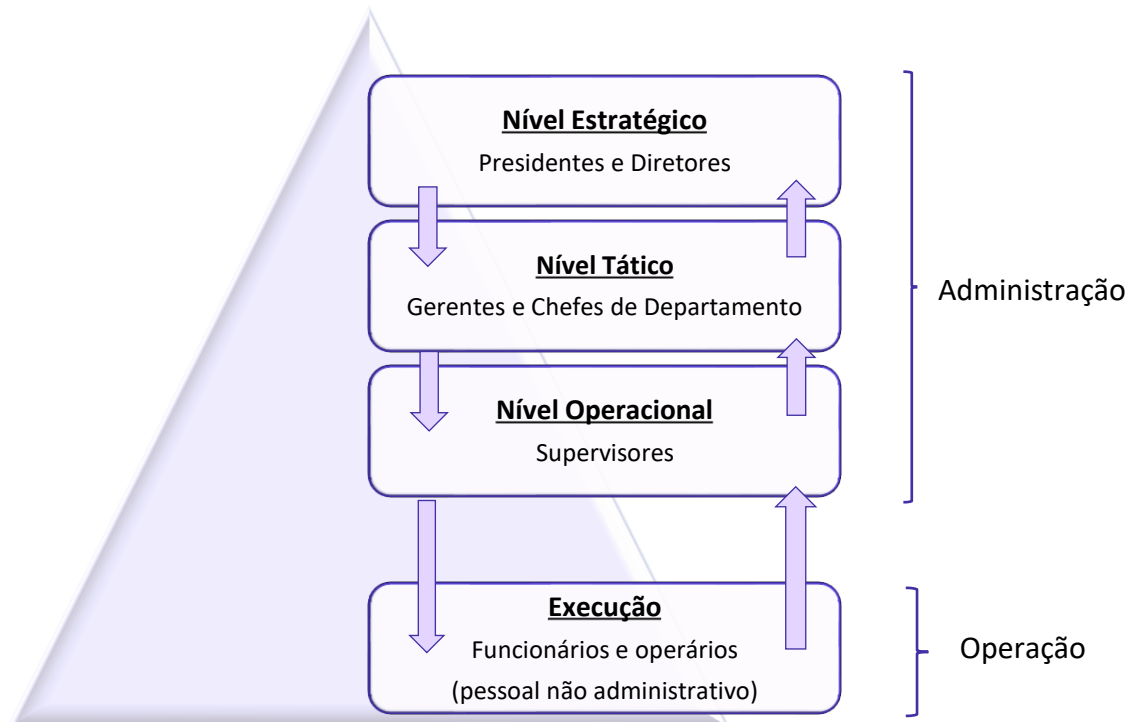 Nível Estratégico
Presidentes e Diretores
Nível Tático
Gerentes e Chefes de Departamento
Administração
Nível Operacional
Supervisores
Execução
Funcionários e operários
(pessoal não administrativo)
Operação